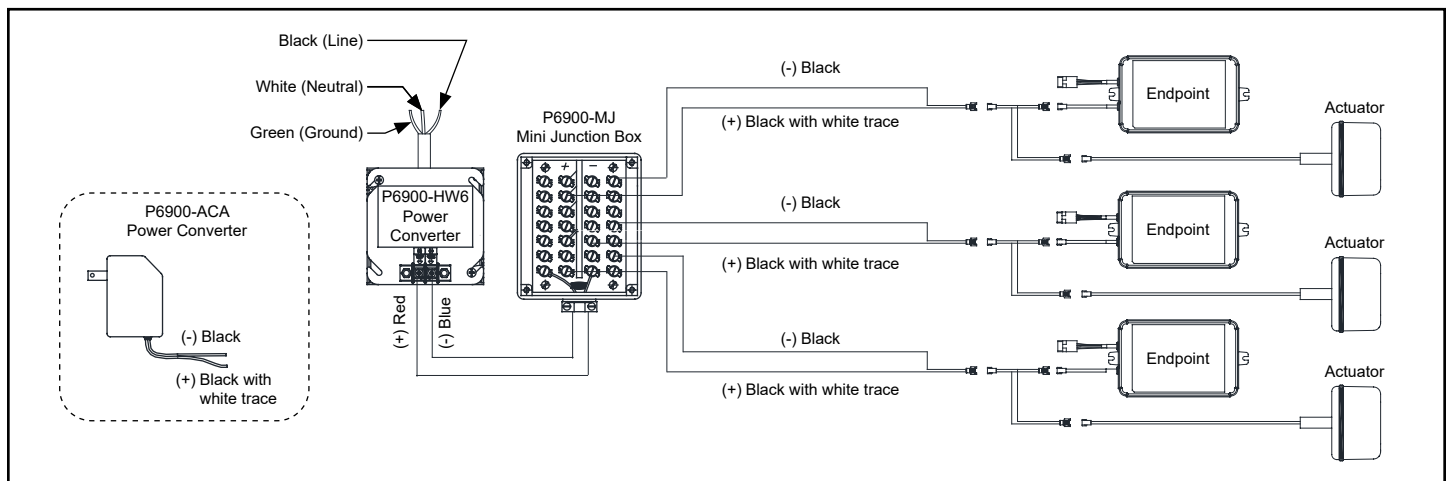 Black (Line)
White (Neutral)
Green (Ground)
P6900-MJ
Mini Junction Box
P6900-HW6
Power
Converter
+ −
(+) Red
(-) Blue
P6900-ACA
Power Converter
(-) Black
(+) Black with
white trace
(-) Black
(+) Black with white trace
Endpoint
Actuator
(-) Black
(+) Black with white trace
Endpoint
Actuator
(-) Black
(+) Black with white trace
Endpoint
Actuator